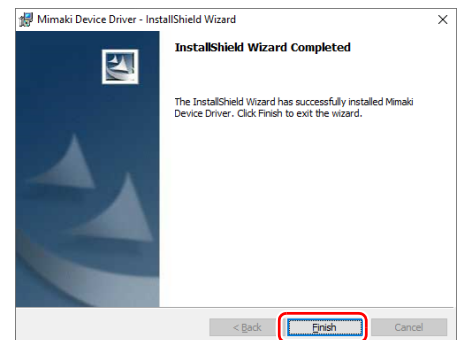 Mimaki Device Driver - InstallShield Wizard
InstallShield Wizard Completed
The InstallShield Wizard has successfully installed Mimaki
Device Driver. Click Finish to exit the wizard.
< Back Finish Cancel